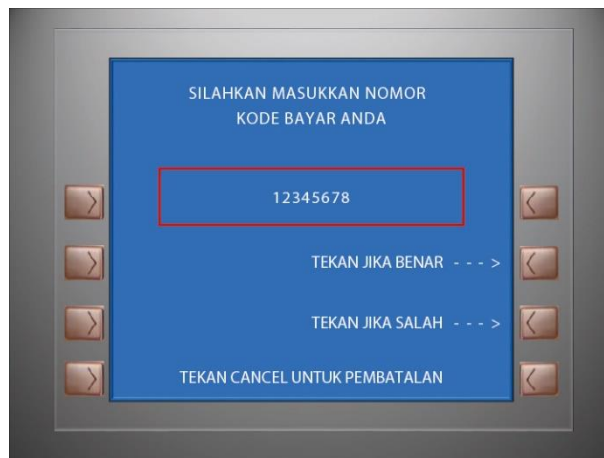 SILAHKAN MASUKKAN NOMOR
KODE BAYAR ANDA
12345678
TEKAN JIKA BENAR - - - >
TEKAN JIKA SALAH - - - >
TEKAN CANCEL UNTUK PEMBATALAN